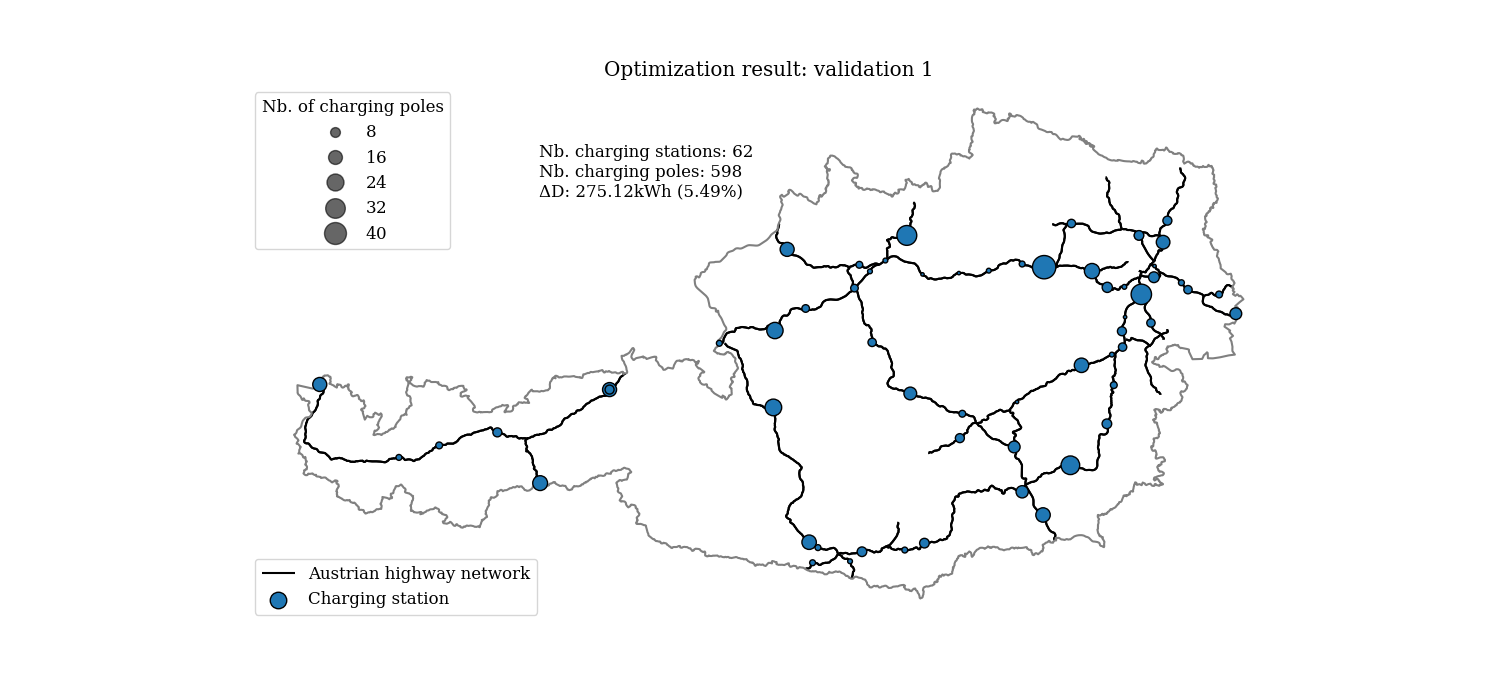 Optimization result: validation 1
Nb. of charging poles
8
16
24
32
40
Nb. charging stations: 62
Nb. charging poles: 598
ΔD: 275.12kWh (5.49%)
Austrian highway network
Charging station